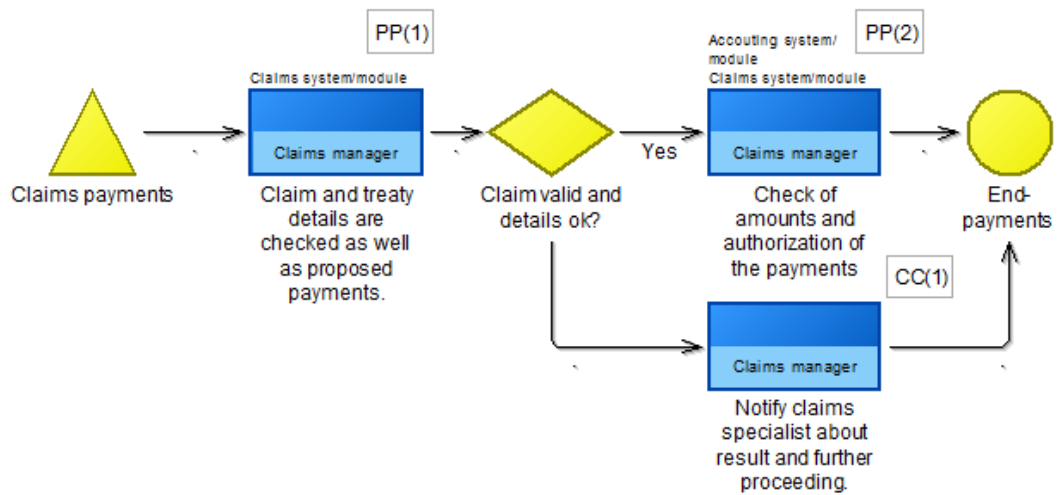 PP(1)
PP(2)
Accouting system/
module
Claims system/module
Claims system/module
Claims manager
Claims manager
Yes
Claims payments
Claim and treaty
details are
checked as well
as proposed
payments.
Claim valid and
details ok?
Check of
amounts and
authorization of
the payments
End-
payments
CC(1)
Claims manager
Notify claims
specialist about
result and further
proceeding.